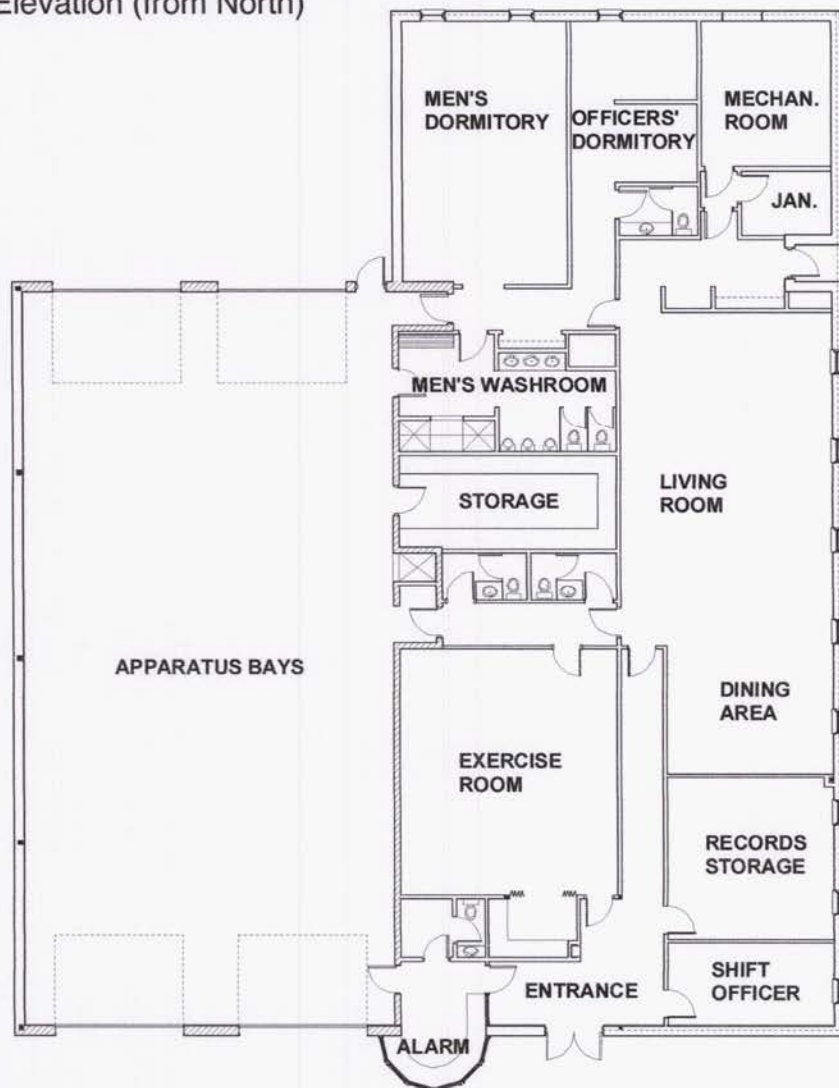 Elevation (from North)
MEN'S
DORMITORY
OFFICERS'
DORMITORY
MECHAN.
ROOM
JAN.
MEN'S WASHROOM
STORAGE
LIVING
ROOM
APPARATUS BAYS
DINING
AREA
EXERCISE
ROOM
RECORDS
STORAGE
SHIFT
OFFICER
ENTRANCE
ALARM